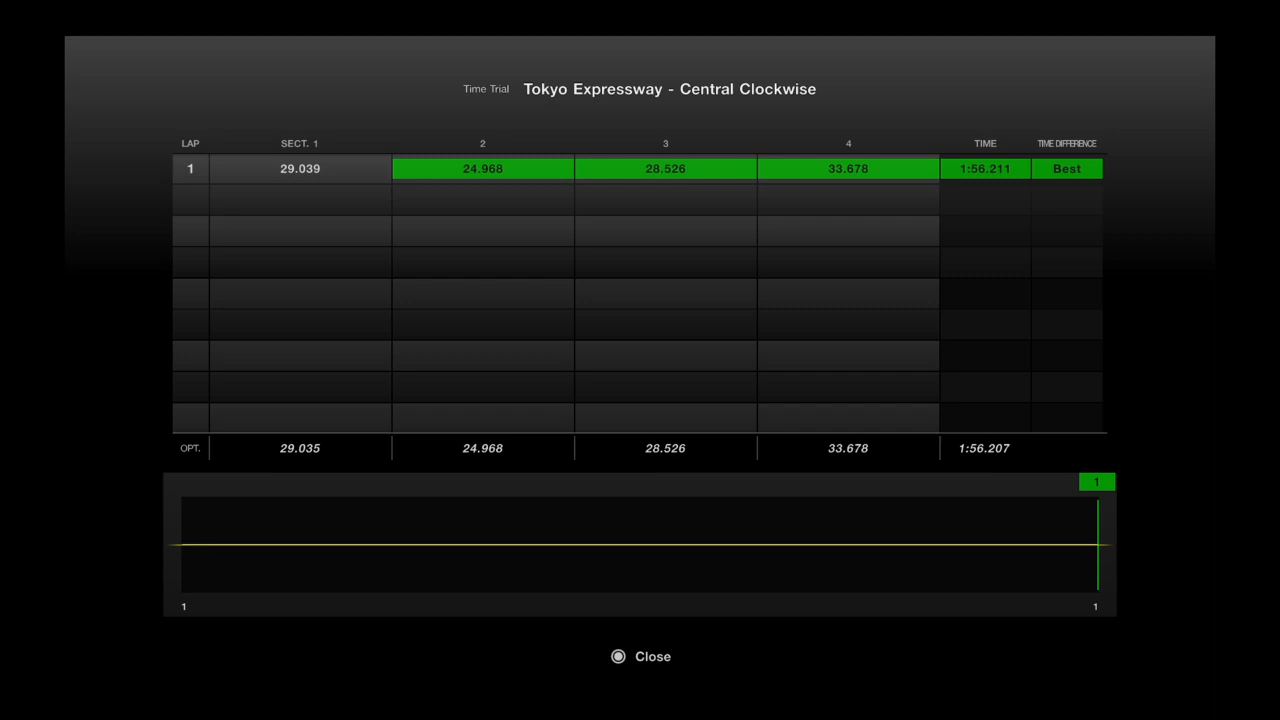 Time Trial Tokyo Expressway - Central Clockwise
LAP SECT. 1 2 3 4 TIME TIME DIFFERENCE
1 29.039 24.968 28.526 33.678 1:56.211 Best
OPT. 29.035 24.968 28.526 33.678 1:56.207
1
1 1
Close